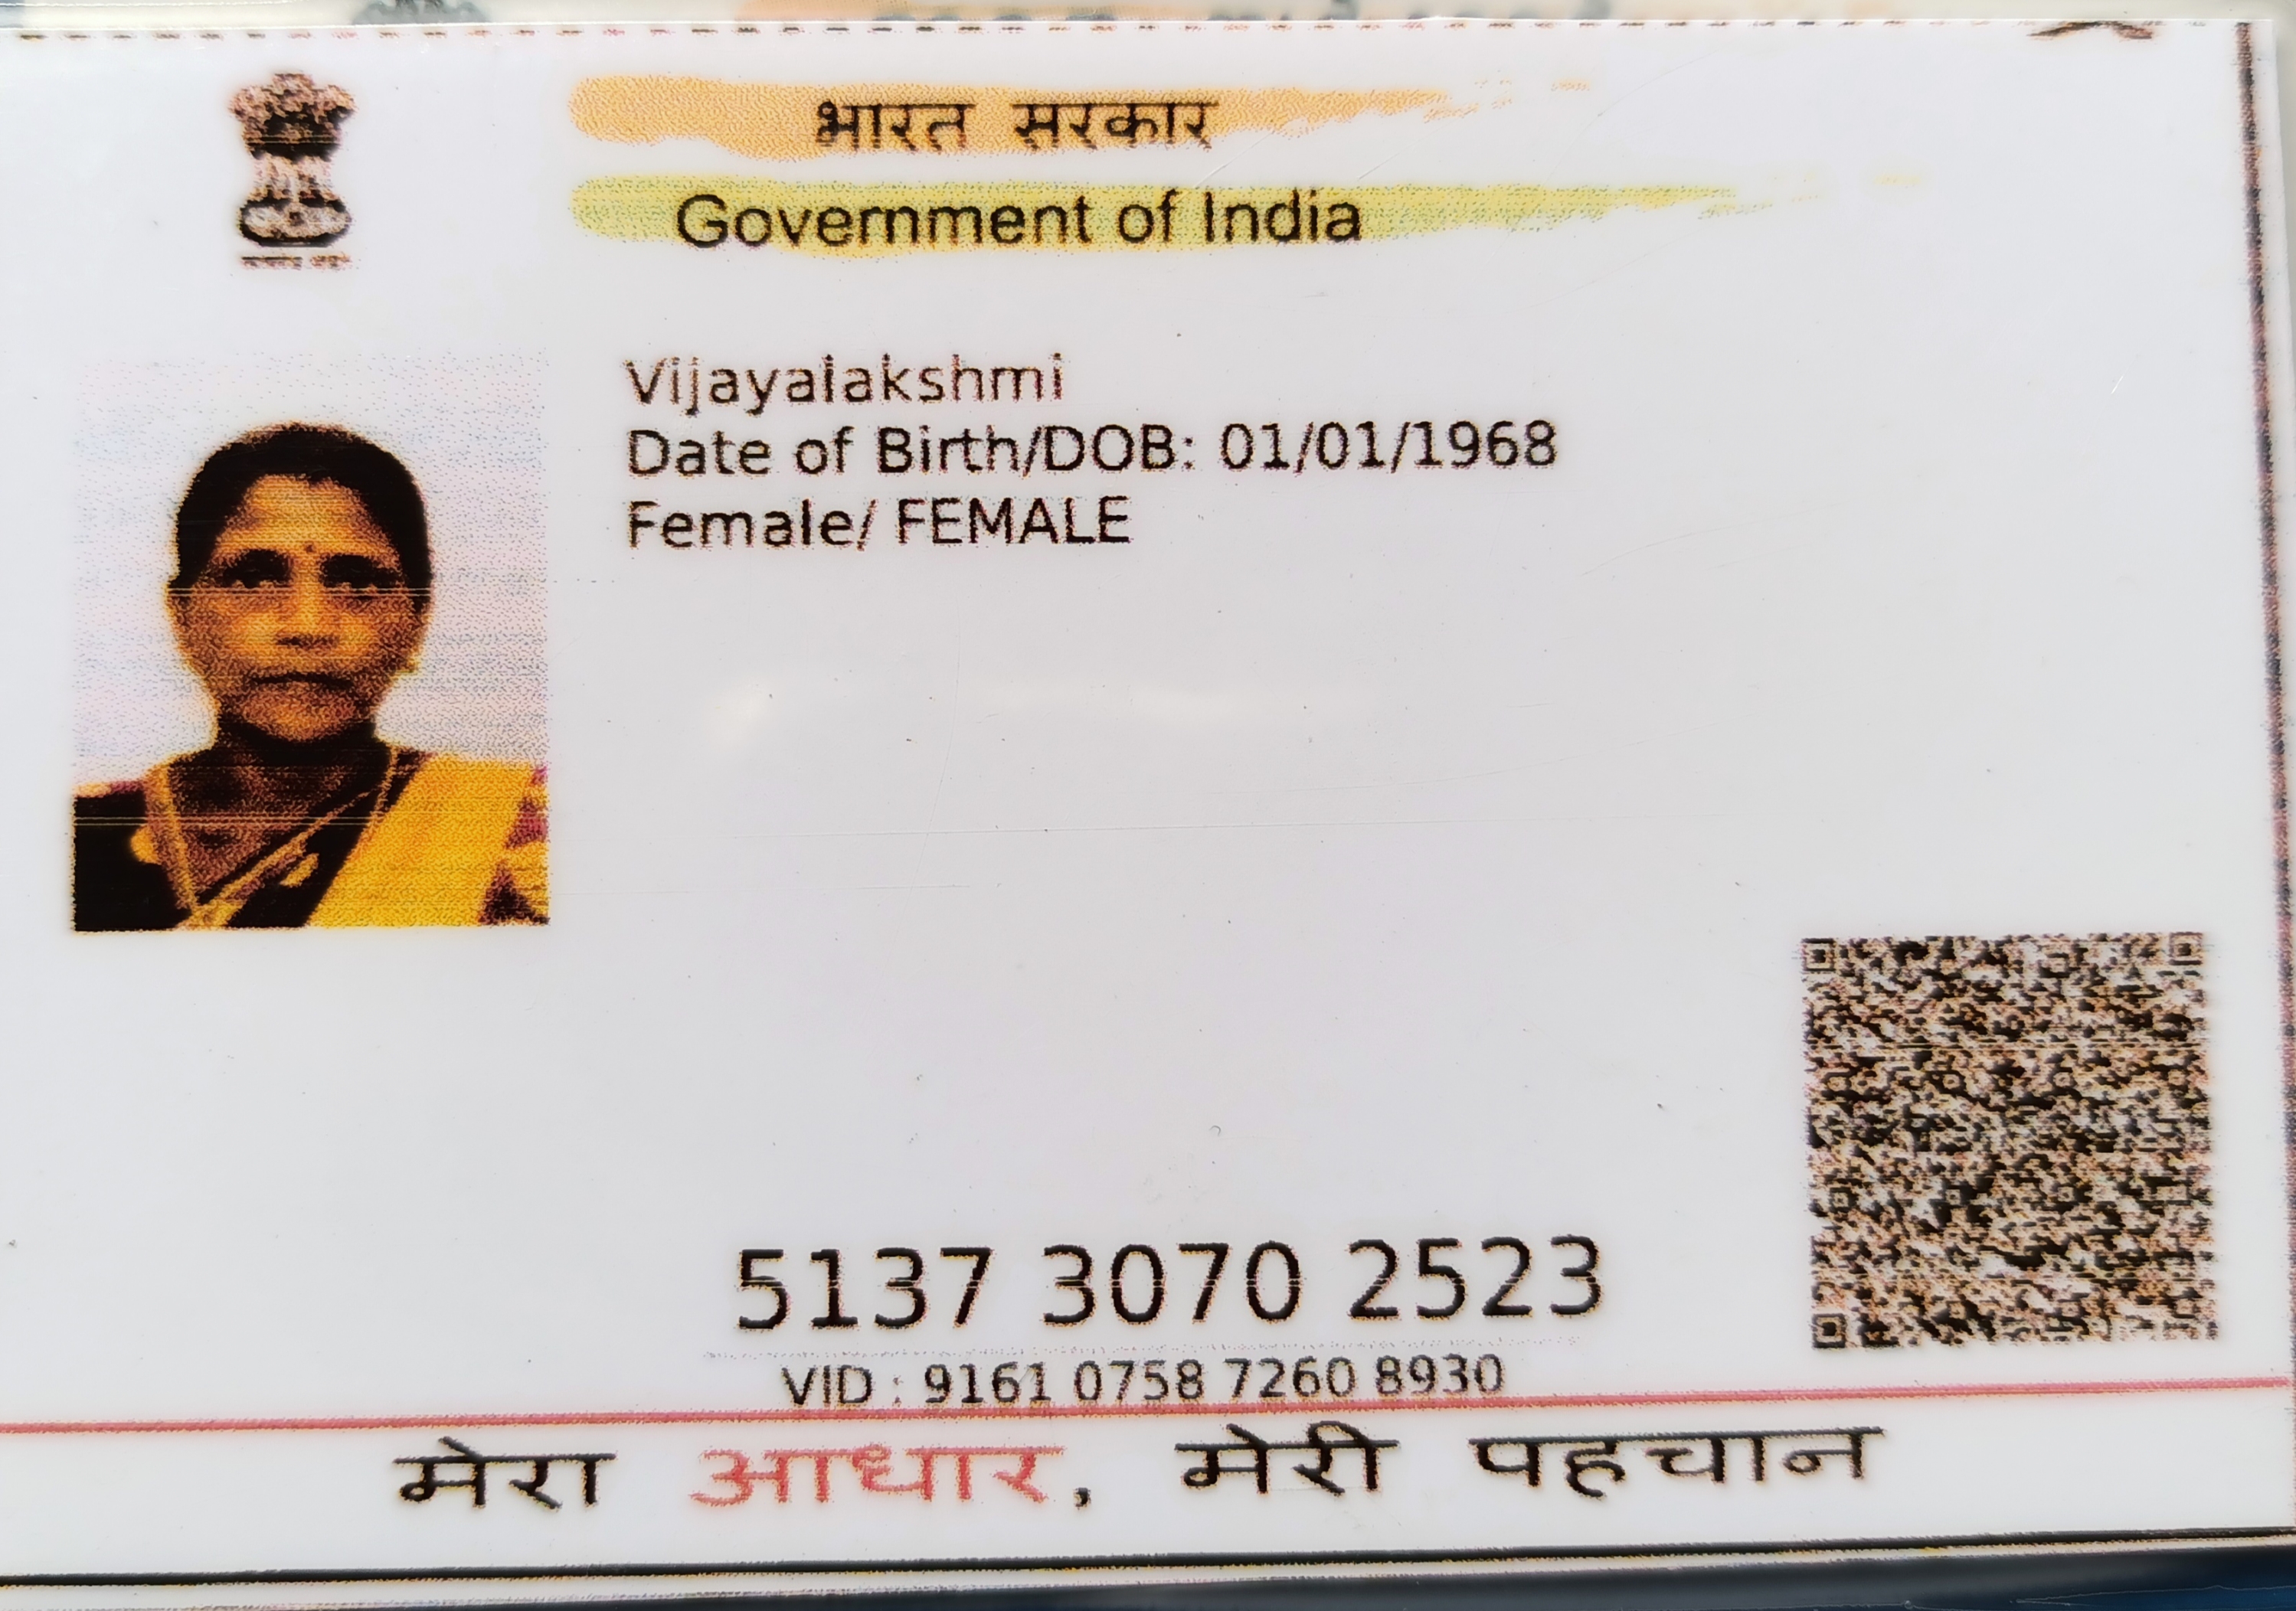 भारत सरकार
Government of India
Vijayalakshmi
Date of Birth/DOB: 01/01/1968
Female/ FEMALE
5137 3070 2523
VID : 9161 0758 7260 8930
मेरा आधार, मेरी पहचान